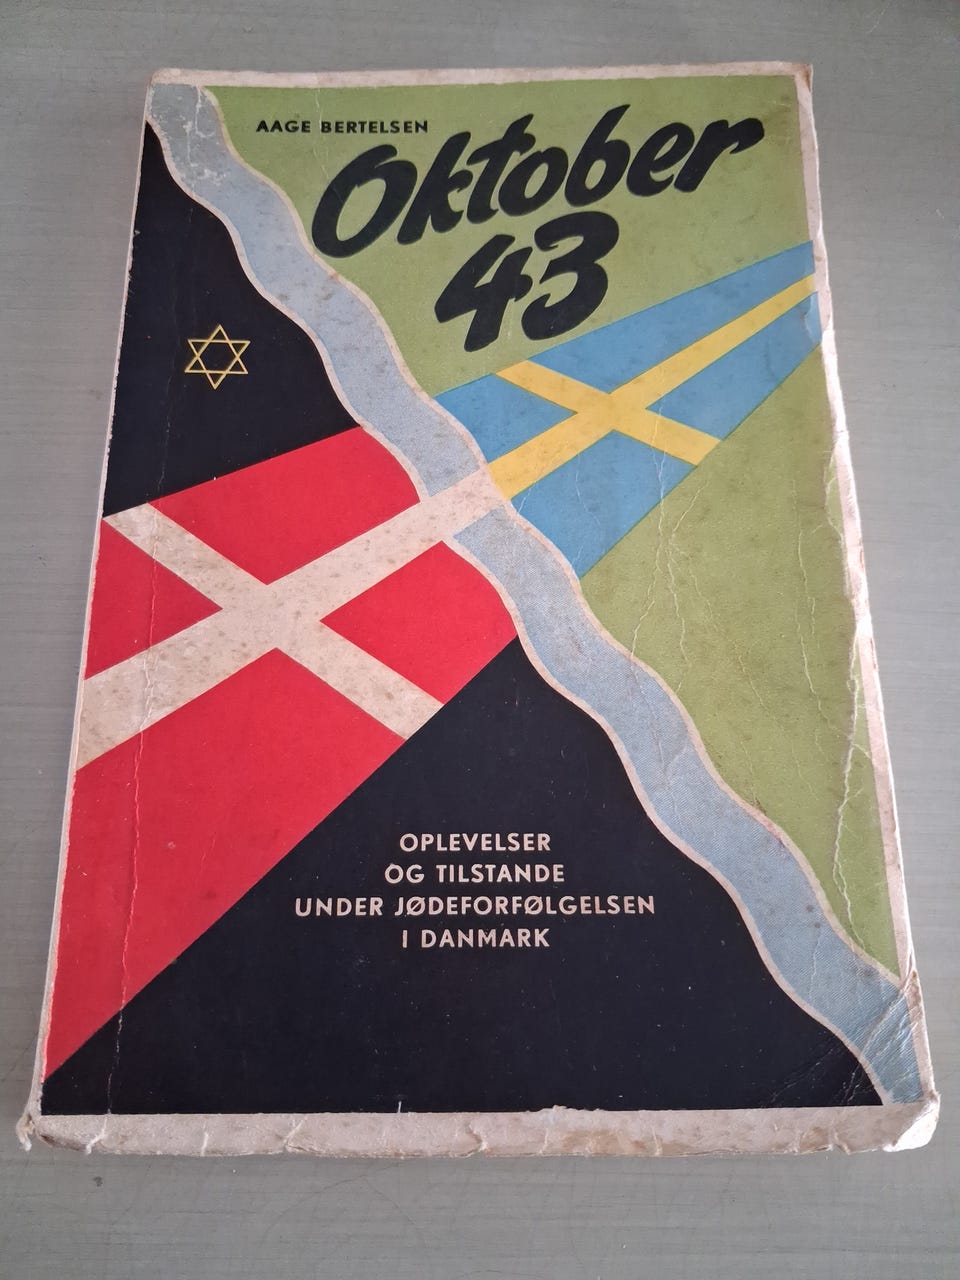 AAGE BERTELSEN
Oktober
43
OPLEVELSER
OG TILSTANDE
UNDER JØDEFORFØLGELSEN
I DANMARK